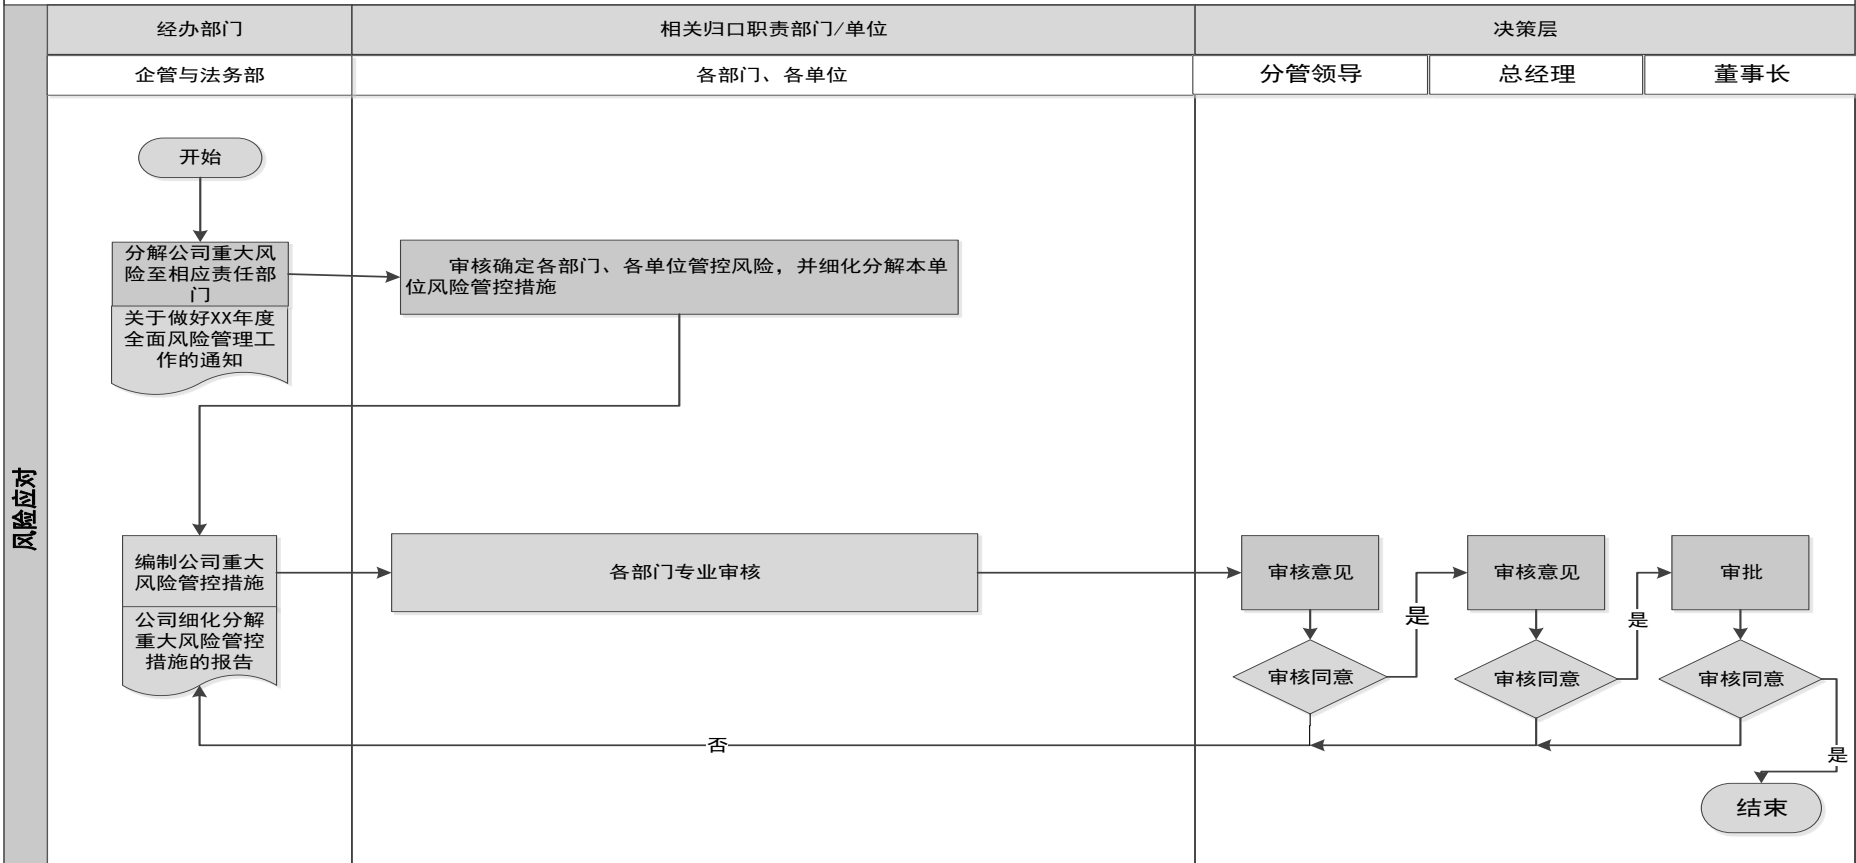 经办部门
相关归口职责部门/单位
决策层
企管与法务部
各部门、各单位
分管领导
总经理
董事长
风险应对
开始
分解公司重大风
险至相应责任部
门
关于做好XX年度
全面风险管理工
作的通知
审核确定各部门、各单位管控风险，并细化分解本单
位风险管控措施
编制公司重大
风险管控措施
公司细化分解
重大风险管控
措施的报告
各部门专业审核
审核意见
审核同意
是
审核意见
审核同意
是
审批
审核同意
是
否
结束